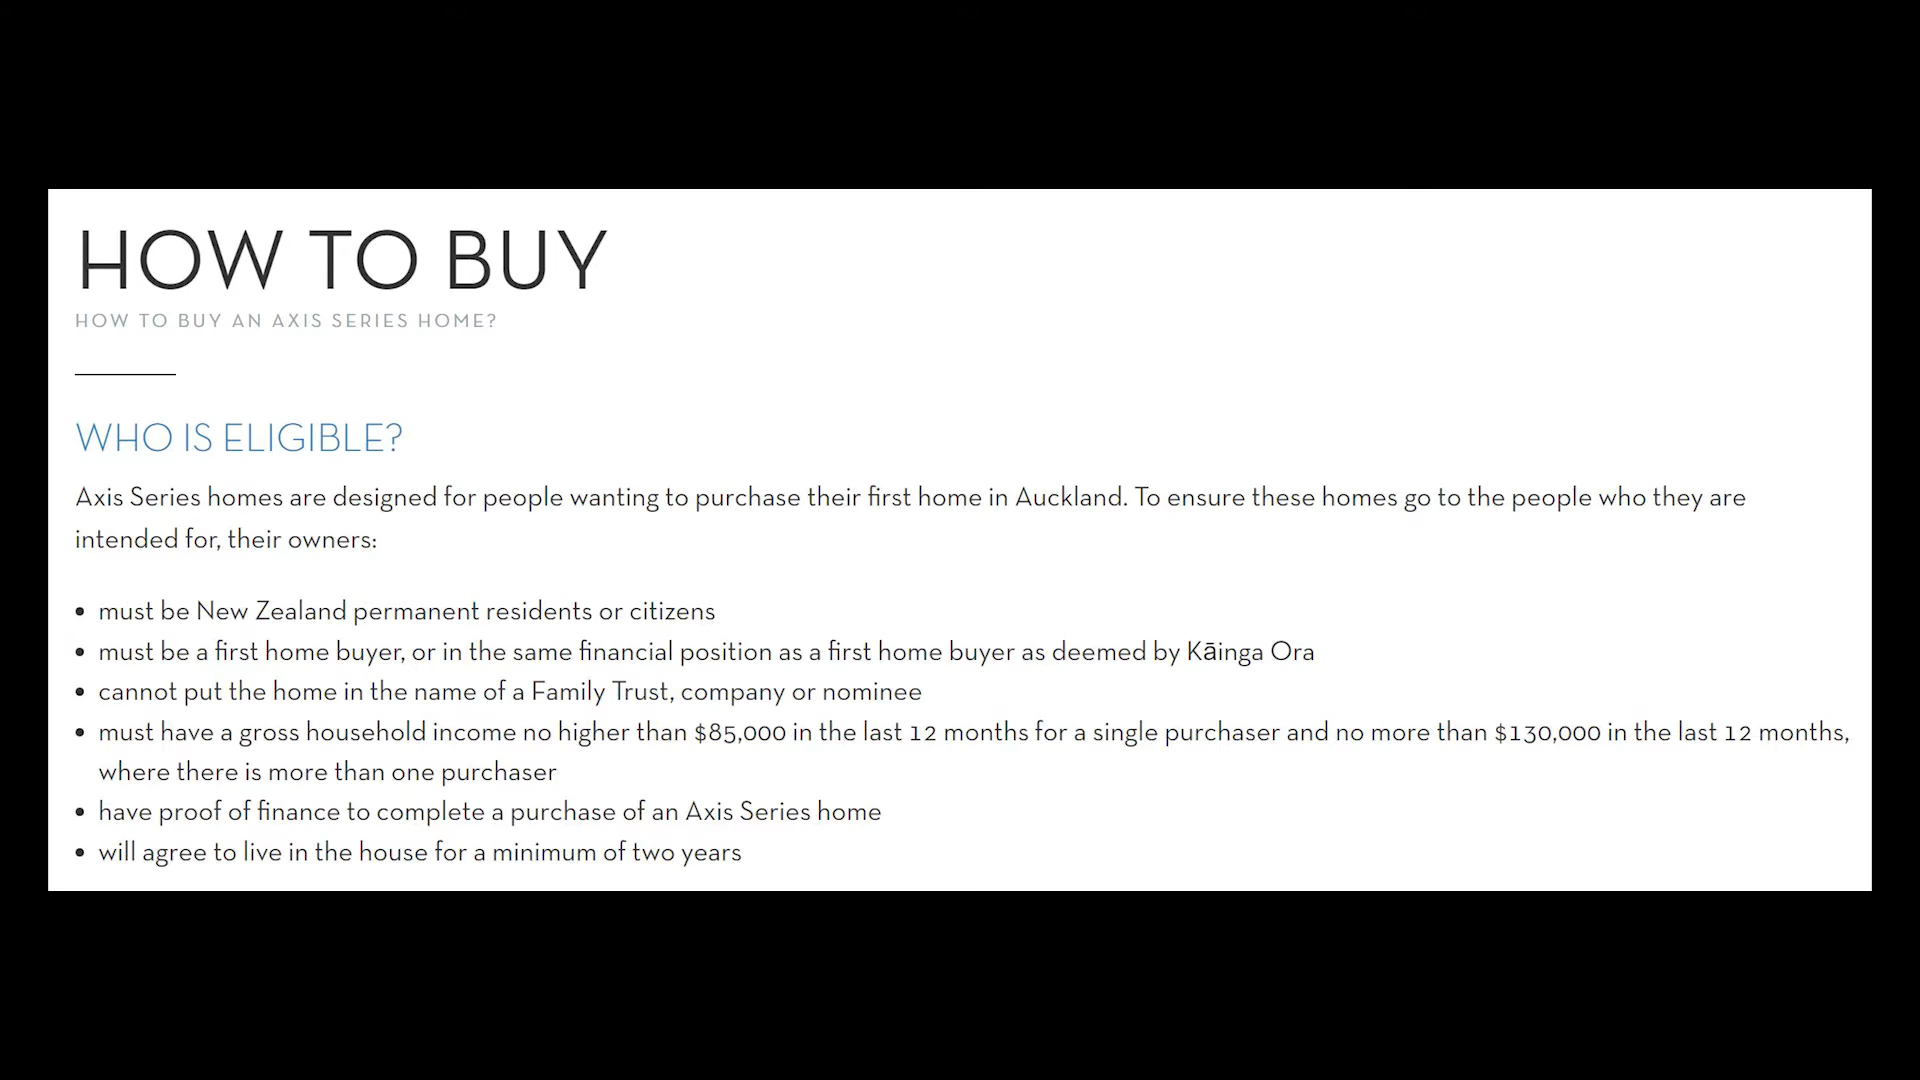 HOW TO BUY
HOW TO BUY AN AXIS SERIES HOME?
WHO IS ELIGIBLE?
Axis Series homes are designed for people wanting to purchase their first home in Auckland. To ensure these homes go to the people who they are
intended for, their owners:
• must be New Zealand permanent residents or citizens
• must be a first home buyer, or in the same financial position as a first home buyer as deemed by Kāinga Ora
• cannot put the home in the name of a Family Trust, company or nominee
• must have a gross household income no higher than $85,000 in the last 12 months for a single purchaser and no more than $130,000 in the last 12 months,
where there is more than one purchaser
• have proof of finance to complete a purchase of an Axis Series home
• will agree to live in the house for a minimum of two years